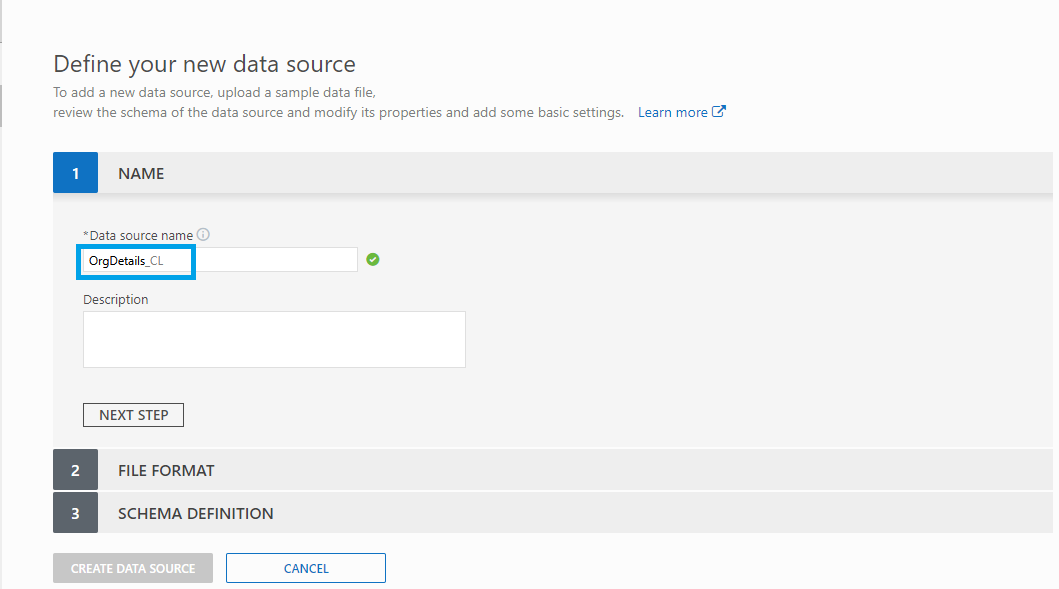 Define your new data source
To add a new data source, upload a sample data file,
review the schema of the data source and modify its properties and add some basic settings. Learn more
1 NAME
*Data source name
OrgDetails_CL
Description
NEXT STEP
2 FILE FORMAT
3 SCHEMA DEFINITION
CREATE DATA SOURCE CANCEL